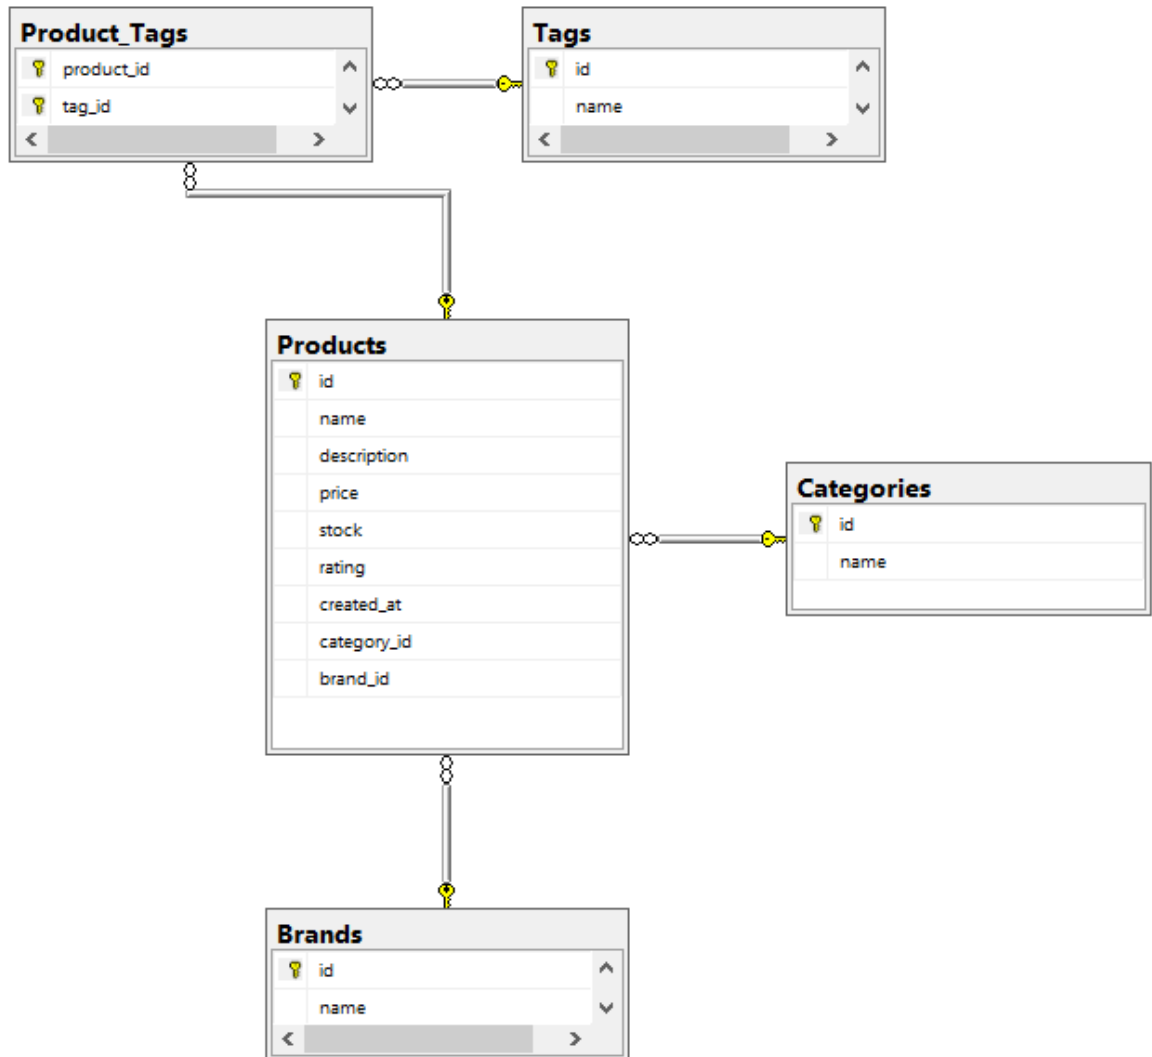 Product_Tags
product_id
tag_id
Tags
id
name
Products
id
name
description
price
stock
rating
created_at
category_id
brand_id
Categories
id
name
Brands
id
name